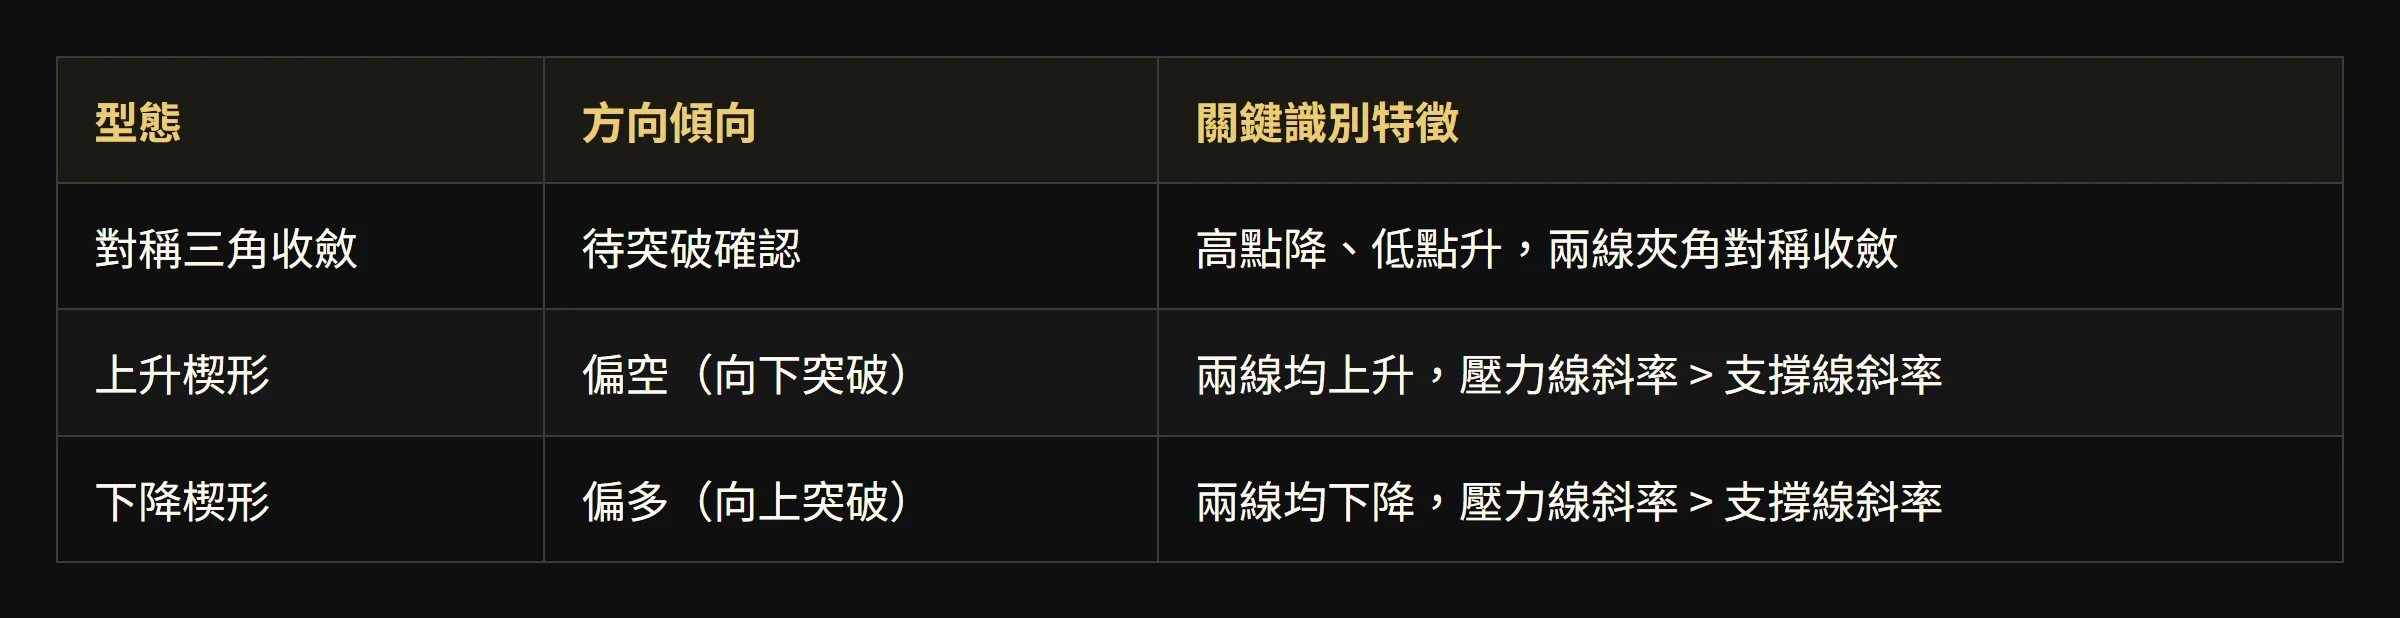 型態 方向傾向 關鍵識別特徵
對稱三角收斂 待突破確認 高點降、低點升，兩線夾角對稱收斂
上升楔形 偏空（向下突破） 兩線均上升，壓力線斜率 > 支撐線斜率
下降楔形 偏多（向上突破） 兩線均下降，壓力線斜率 > 支撐線斜率